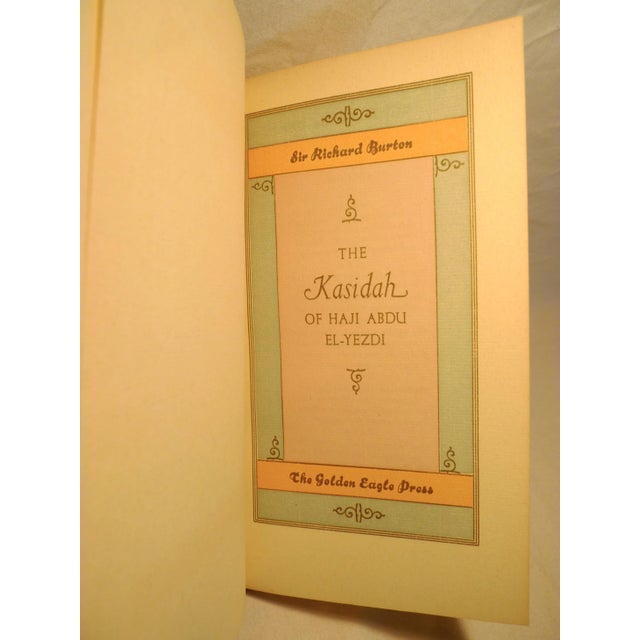 Sir Richard Burton
THE
Kasidah
OF HAJI ABDU
EL-YEZDI
The Golden Eagle Press